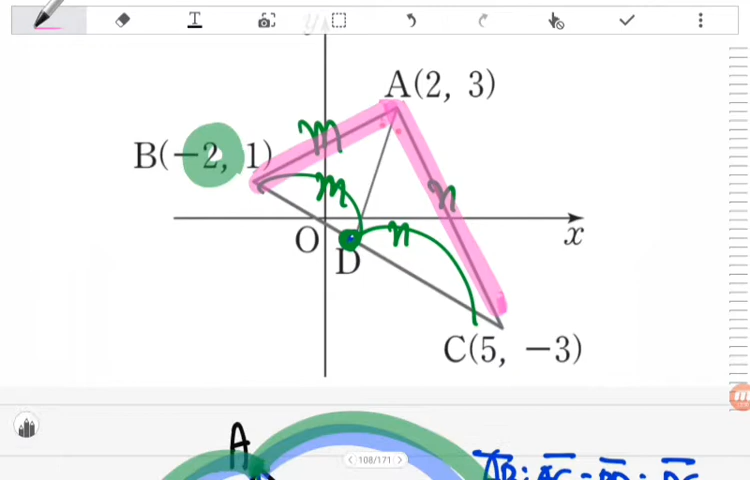 T
y
A(2, 3)
B(-2, 1)
m
m
n
n
O
D
x
C(5, -3)
108/171
A